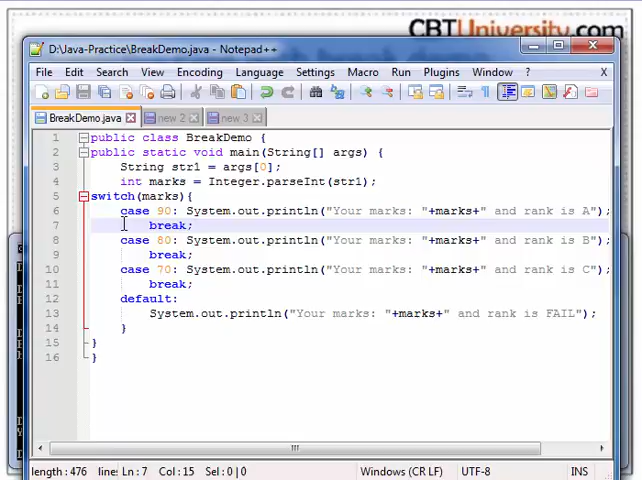 CBTUniversity.com
D:\Java-Practice\BreakDemo.java - Notepad++
File Edit Search View Encoding Language Settings Macro Run Plugins Window ? X
BreakDemo.java new 2 new 3
1 public class BreakDemo {
2 public static void main(String[] args) {
3 String str1 = args[0];
4 int marks = Integer.parseInt(str1);
5 switch(marks){
6 case 90: System.out.println("Your marks: "+marks+" and rank is A");
7 break;
8 case 80: System.out.println("Your marks: "+marks+" and rank is B");
9 break;
10 case 70: System.out.println("Your marks: "+marks+" and rank is C");
11 break;
12 default:
13 System.out.println("Your marks: "+marks+" and rank is FAIL");
14 }
15 }
16 }
length : 476 line: Ln : 7 Col : 15 Sel : 0 | 0 Windows (CR LF) UTF-8 INS